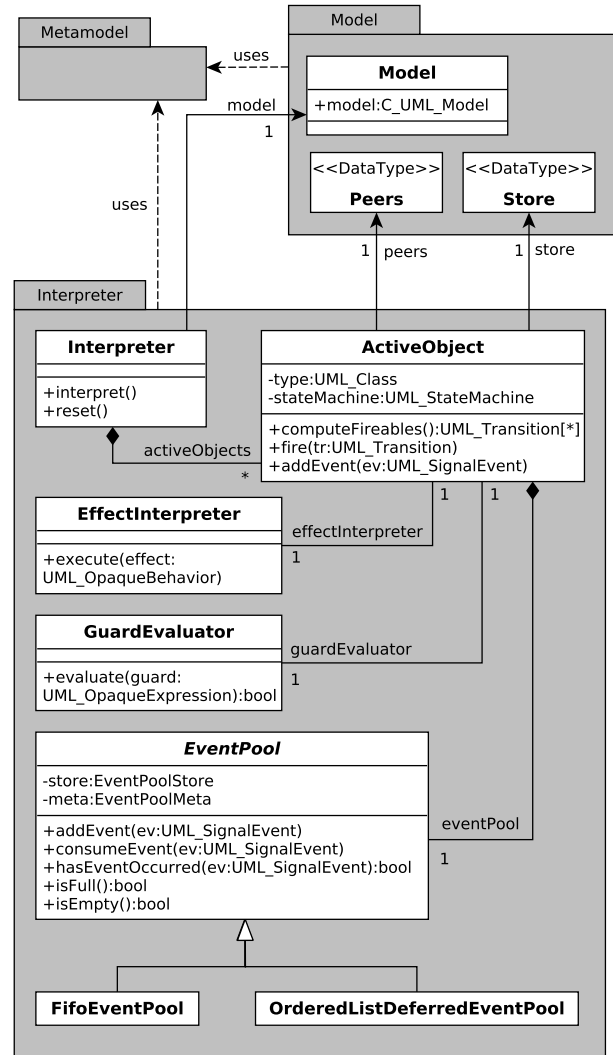 Model
Metamodel
uses
Model
+model:C_UML_Model
model
1
<<DataType>>
Peers
<<DataType>>
Store
uses
1 peers
1 store
Interpreter
Interpreter
+interpret()
+reset()
ActiveObject
-type:UML_Class
-stateMachine:UML_StateMachine
+computeFireables():UML_Transition[*]
+fire(tr:UML_Transition)
+addEvent(ev:UML_SignalEvent)
activeObjects
*
1
1
EffectInterpreter
+execute(effect:
UML_OpaqueBehavior)
effectInterpreter
1
GuardEvaluator
+evaluate(guard:
UML_OpaqueExpression):bool
guardEvaluator
1
EventPool
-store:EventPoolStore
-meta:EventPoolMeta
+addEvent(ev:UML_SignalEvent)
+consumeEvent(ev:UML_SignalEvent)
+hasEventOccurred(ev:UML_SignalEvent):bool
+isFull():bool
+isEmpty():bool
eventPool
1
FifoEventPool
OrderedListDeferredEventPool